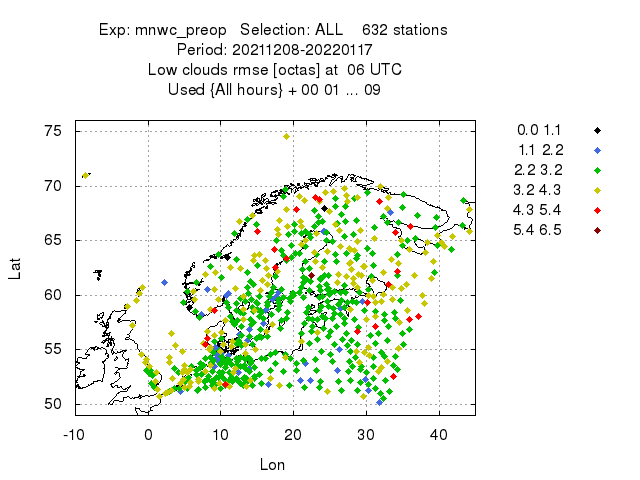 Exp: mnwc_preop   Selection: ALL    632 stations
Period: 20211208-20220117
Low clouds rmse [octas] at  06 UTC
Used {All hours} + 00 01 ... 09
0.0 1.1
1.1 2.2
2.2 3.2
3.2 4.3
4.3 5.4
5.4 6.5
75
70
65
60
55
50
Lat
-10 0 10 20 30 40
Lon